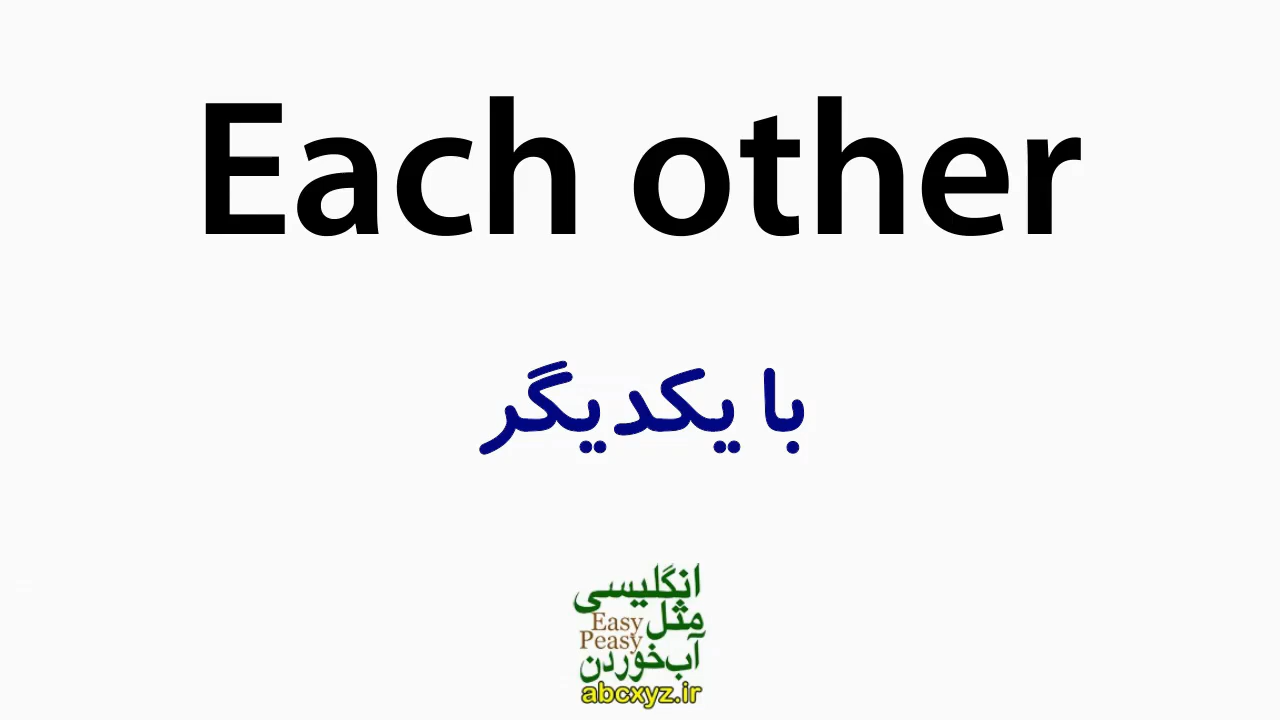 Each other
با یکدیگر
انگلیسی
مثل
Easy
Peasy
آب‌خوردن
abcxyz.ir